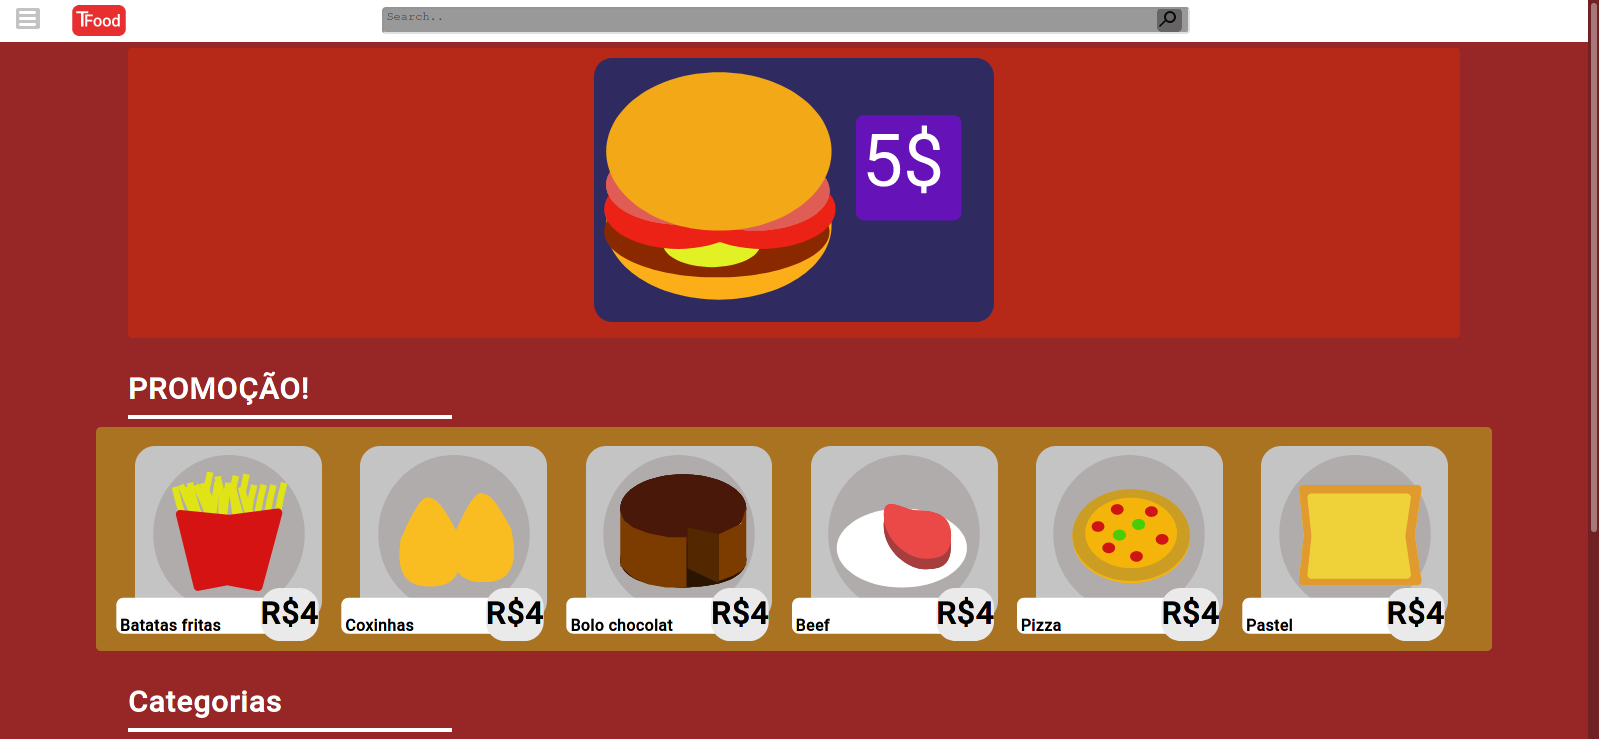 TFood
Search..
5$
PROMOÇÃO!
Batatas fritas
R$4
Coxinhas
R$4
Bolo chocolat
R$4
Beef
R$4
Pizza
R$4
Pastel
R$4
Categorias